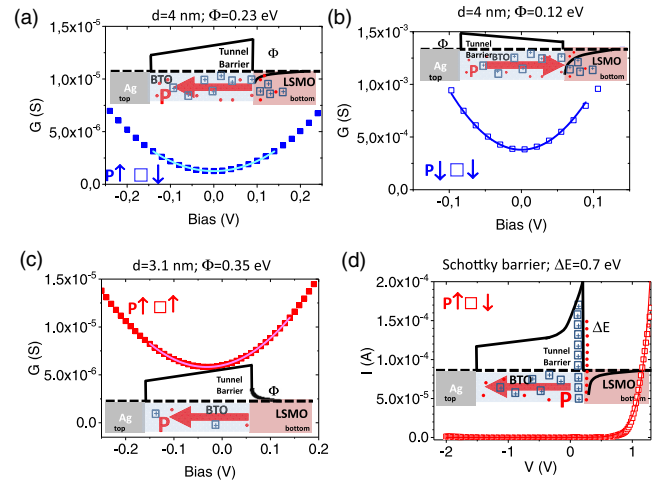 (a)
d=4 nm; Φ=0.23 eV
1,5x10⁻⁵
1,0x10⁻⁵
5,0x10⁻⁶
0,0
G (S)
-0,2
-0,1
0,0
0,1
0,2
Bias (V)
Tunnel
Barrier
Φ
BTO
P
Ag
top
LSMO
bottom
P↑□↓
(b)
d=4 nm; Φ=0.12 eV
1,5x10⁻³
1,0x10⁻³
5,0x10⁻⁴
0,0
G (S)
-0,1
0,0
0,1
Bias (V)
Φ
Tunnel
Barrier
BTO
P
Ag
top
LSMO
bottom
P↓□↓
(c)
d=3.1 nm; Φ=0.35 eV
1.5x10⁻⁵
1.0x10⁻⁵
5.0x10⁻⁶
0.0
G (S)
-0.2
-0.1
0.0
0.1
0.2
Bias (V)
P↑□↑
Tunnel
Barrier
Φ
BTO
P
Ag
top
LSMO
bottom
(d)
Schottky barrier; ΔE=0.7 eV
2.0x10⁻⁴
1.5x10⁻⁴
1.0x10⁻⁴
5.0x10⁻⁵
0.0
I (A)
-2
-1
0
1
V (V)
P↑□↓
ΔE
Tunnel
Barrier
BTO
P
Ag
top
LSMO
bottom